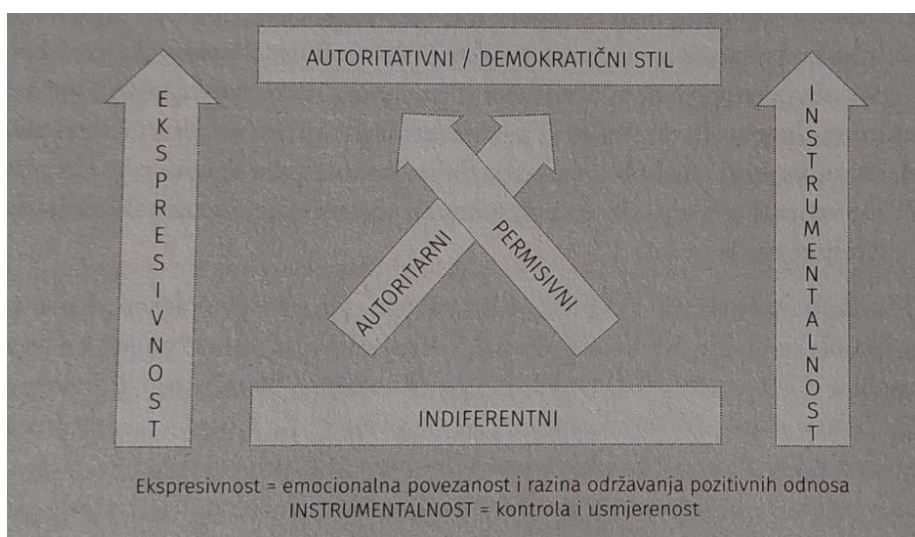 AUTORITATIVNI / DEMOKRATIČNI STIL
EKSPRESIVNOST
INSTRUMENTALNOST
AUTORITARNI
PERMISIVNI
INDIFERENTNI
Ekspresivnost = emocionalna povezanost i razina održavanja pozitivnih odnosa
INSTRUMENTALNOST = kontrola i usmjerenost